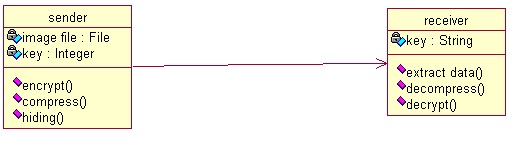 sender
image file : File
key : Integer
encrypt()
compress()
hiding()
receiver
key : String
extract data()
decompress()
decrypt()